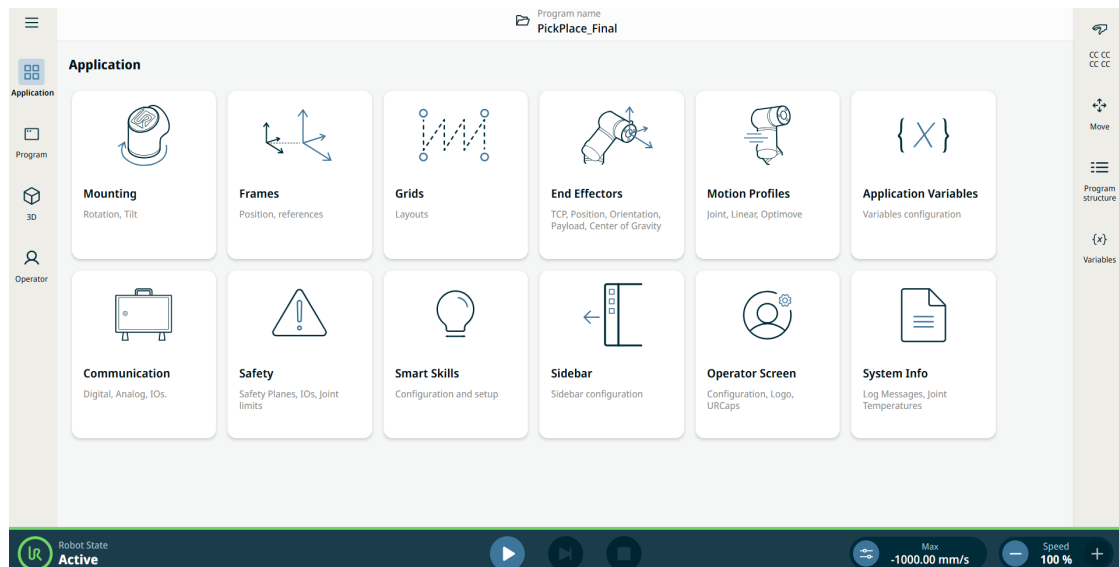 Program name
PickPlace_Final
Application
Application
Program
3D
Operator
Mounting
Rotation, Tilt
Frames
Position, references
Grids
Layouts
End Effectors
TCP, Position, Orientation,
Payload, Center of Gravity
Motion Profiles
Joint, Linear, Optimove
{X}
Application Variables
Variables configuration
Communication
Digital, Analog, IOs.
Safety
Safety Planes, IOs, Joint
limits
Smart Skills
Configuration and setup
Sidebar
Sidebar configuration
Operator Screen
Configuration, Logo,
URCaps
System Info
Log Messages, Joint
Temperatures
CC CC
CC CC
Move
Program
structure
{x}
Variables
UR
Robot State
Active
Max
-1000.00 mm/s
Speed
100 %